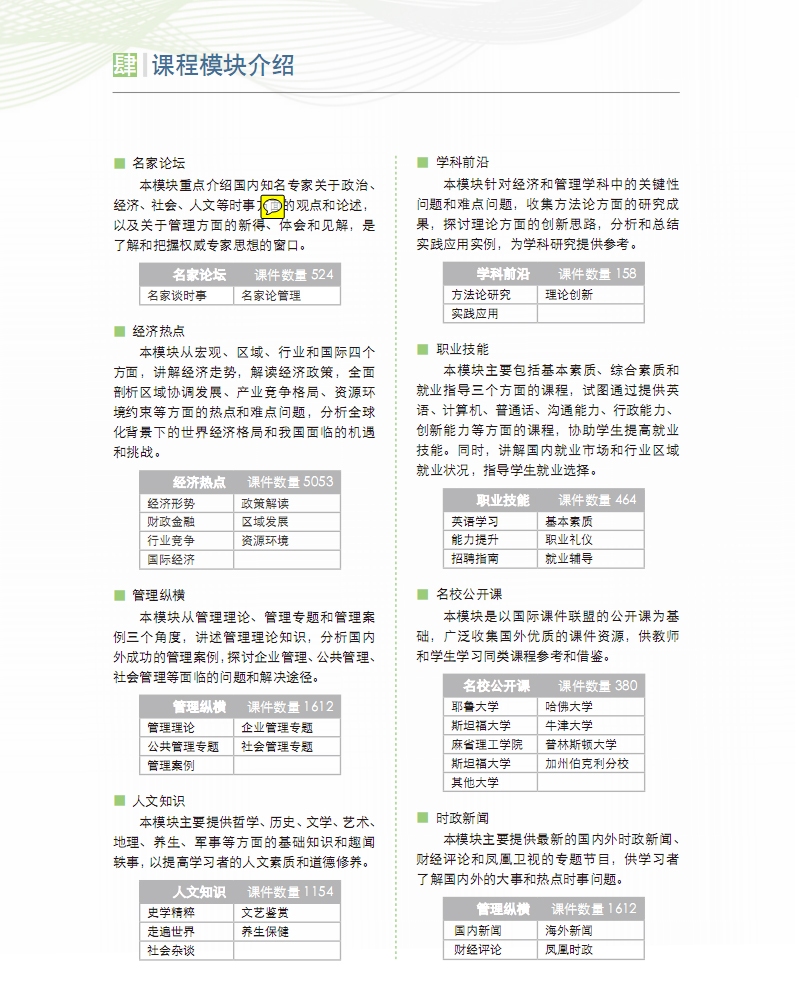 肆 课程模块介绍
名家论坛
本模块重点介绍国内知名专家关于政治、
经济、社会、人文等时事方面的观点和论述，
以及关于管理方面的新得、体会和见解，是
了解和把握权威专家思想的窗口。
名家论坛 课件数量 524
名家谈时事 名家论管理
经济热点
本模块从宏观、区域、行业和国际四个
方面，讲解经济走势，解读经济政策，全面
剖析区域协调发展、产业竞争格局、资源环
境约束等方面的热点和难点问题，分析全球
化背景下的世界经济格局和我国面临的机遇
和挑战。
经济热点 课件数量 5053
经济形势 政策解读
财政金融 区域发展
行业竞争 资源环境
国际经济
管理纵横
本模块从管理理论、管理专题和管理案
例三个角度，讲述管理理论知识，分析国内
外成功的管理案例，探讨企业管理、公共管理、
社会管理等面临的问题和解决途径。
管理纵横 课件数量 1612
管理理论 企业管理专题
公共管理专题 社会管理专题
管理案例
人文知识
本模块主要提供哲学、历史、文学、艺术、
地理、养生、军事等方面的基础知识和趣闻
轶事，以提高学习者的人文素质和道德修养。
人文知识 课件数量 1154
史学精粹 文艺鉴赏
走遍世界 养生保健
社会杂谈
学科前沿
本模块针对经济和管理学科中的关键性
问题和难点问题，收集方法论方面的研究成
果，探讨理论方面的创新思路，分析和总结
实践应用实例，为学科研究提供参考。
学科前沿 课件数量 158
方法论研究 理论创新
实践应用
职业技能
本模块主要包括基本素质、综合素质和
就业指导三个方面的课程，试图通过提供英
语、计算机、普通话、沟通能力、行政能力、
创新能力等方面的课程，协助学生提高就业
技能。同时，讲解国内就业市场和行业区域
就业状况，指导学生就业选择。
职业技能 课件数量 464
英语学习 基本素质
能力提升 职业礼仪
招聘指南 就业辅导
名校公开课
本模块是以国际课件联盟的公开课为基
础，广泛收集国外优质的课件资源，供教师
和学生学习同类课程参考和借鉴。
名校公开课 课件数量 380
耶鲁大学 哈佛大学
斯坦福大学 牛津大学
麻省理工学院 普林斯顿大学
斯坦福大学 加州伯克利分校
其他大学
时政新闻
本模块主要提供最新的国内外时政新闻、
财经评论和凤凰卫视的专题节目，供学习者
了解国内外的大事和热点时事问题。
管理纵横 课件数量 1612
国内新闻 海外新闻
财经评论 凤凰时政